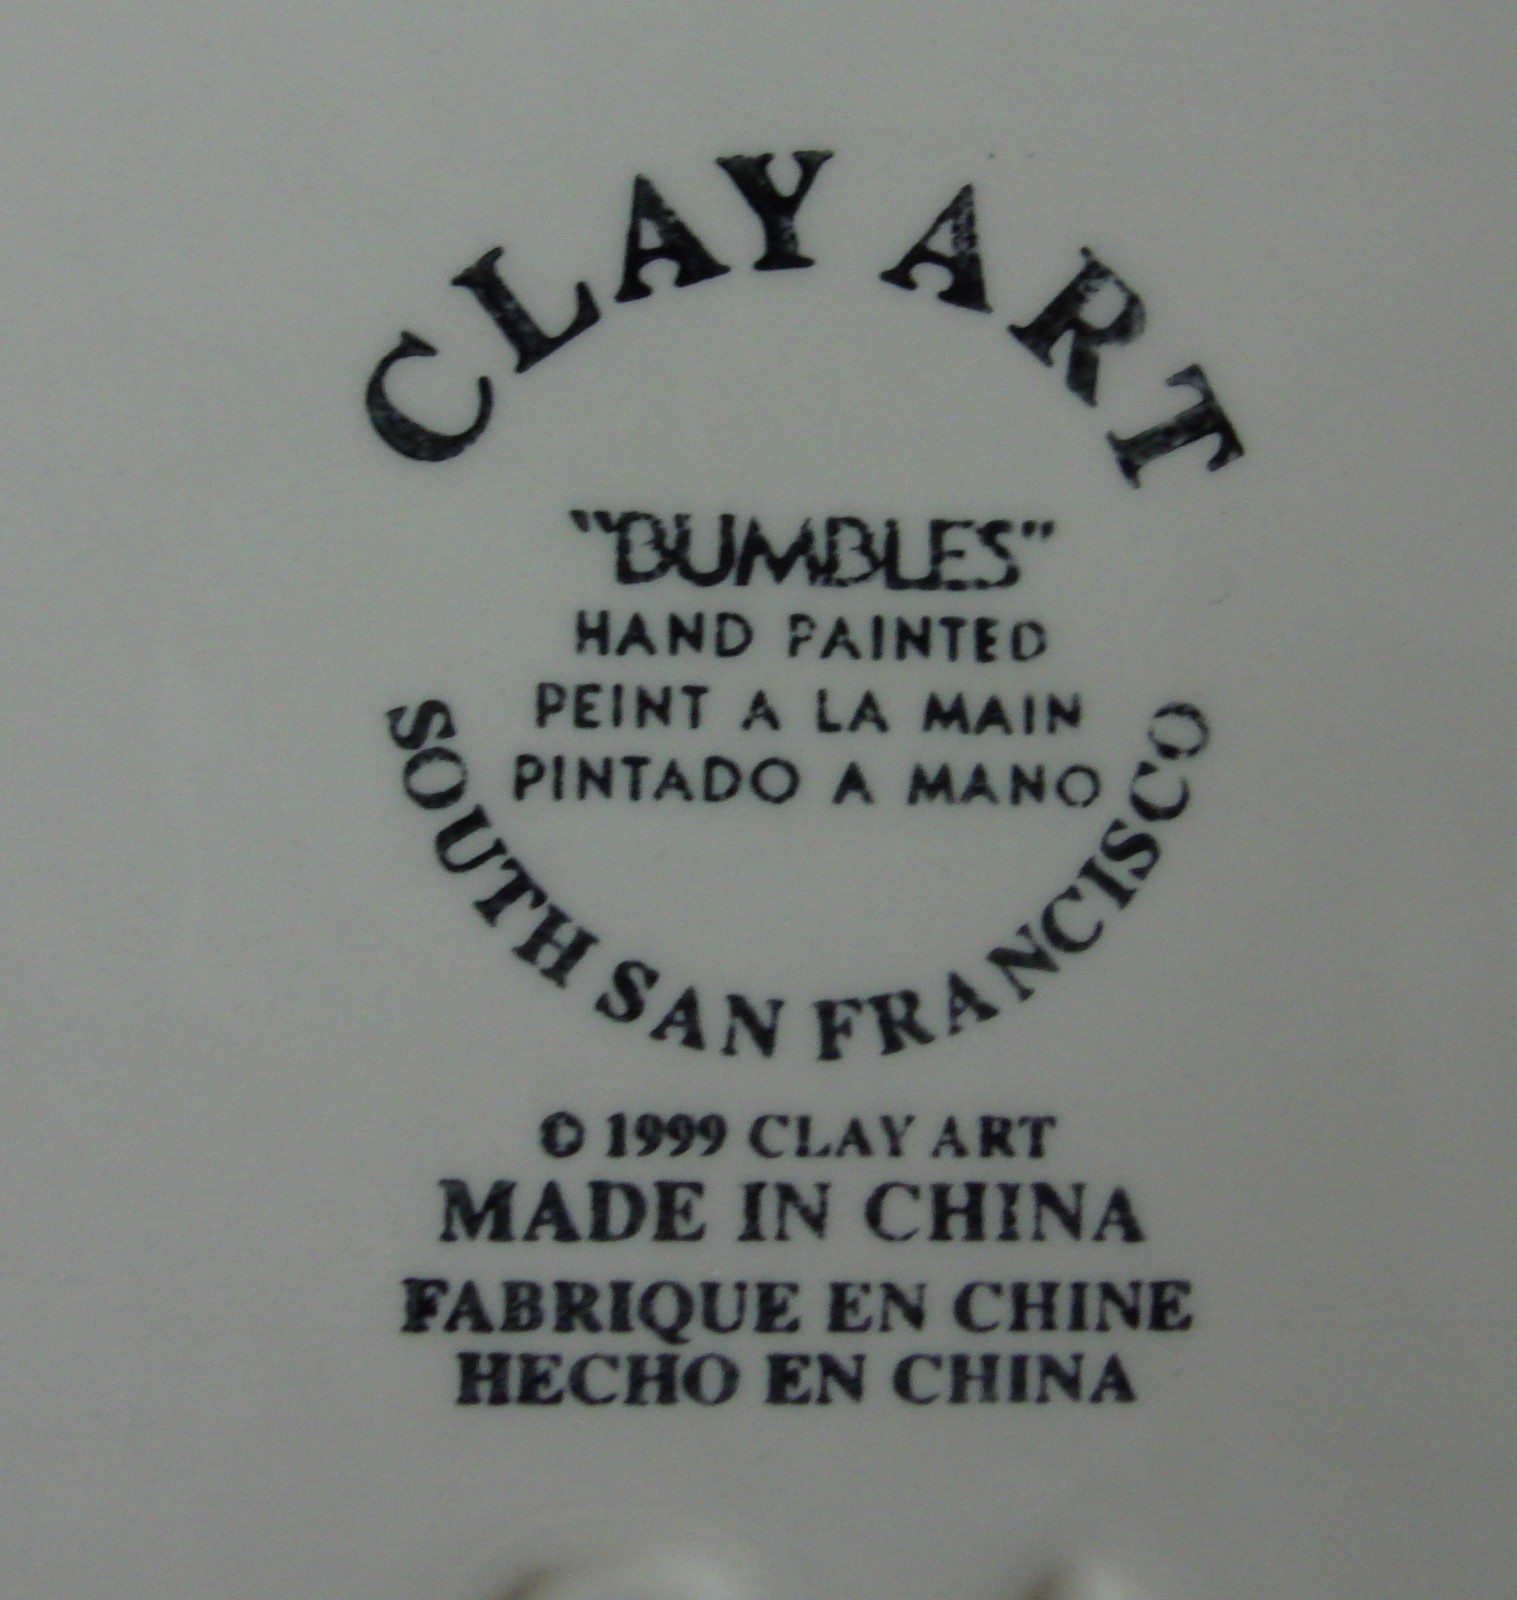 CLAY ART
"BUMBLES"
HAND PAINTED
PEINT A LA MAIN
PINTADO A MANO
SOUTH SAN FRANCISCO
© 1999 CLAY ART
MADE IN CHINA
FABRIQUE EN CHINE
HECHO EN CHINA